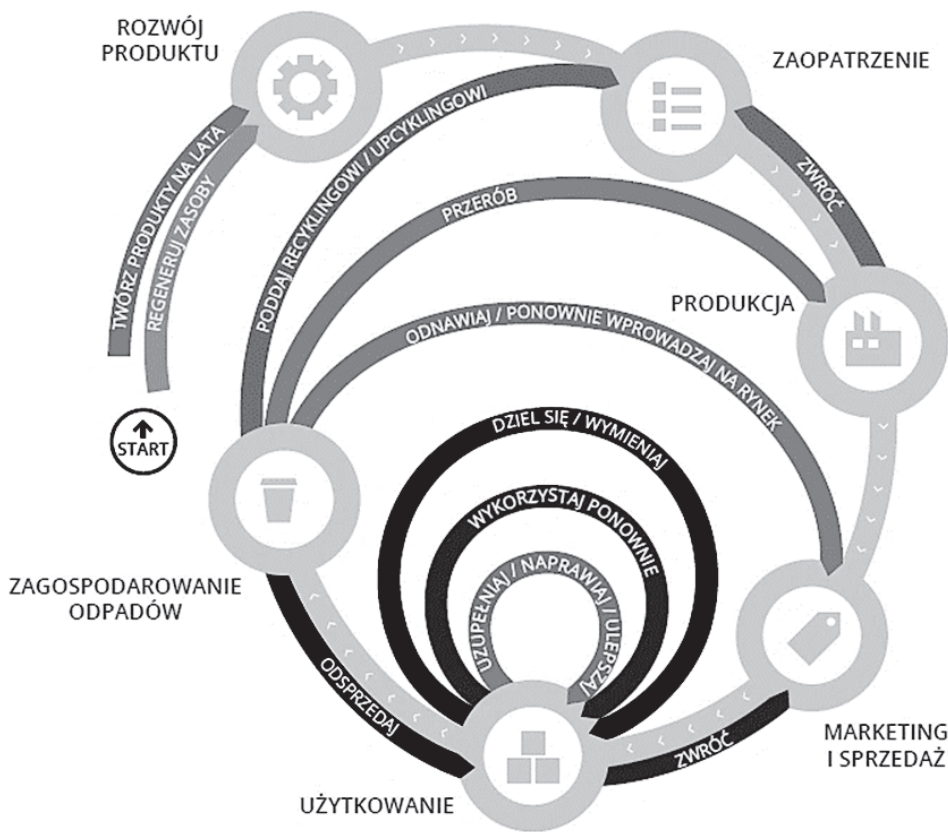 ROZWÓJ
PRODUKTU
ZAOPATRZENIE
TWÓRZ PRODUKTY NA LATA
REGENERUJ ZASOBY
PODDAJ RECYKLINGOWI / UPCYKLINGOWI
ZWRÓĆ
PRZERÓB
PRODUKCJA
ODNAWIAJ / PONOWNIE WPROWADZAJ NA RYNEK
START
DZIEL SIĘ / WYMIENIAJ
WYKORZYSTAJ PONOWNIE
UZUPEŁNIAJ / NAPRAWIAJ / ULEPSZAJ
ZAGOSPODAROWANIE
ODPADÓW
ODSPRZEDAJ
ZWRÓĆ
MARKETING
I SPRZEDAŻ
UŻYTKOWANIE